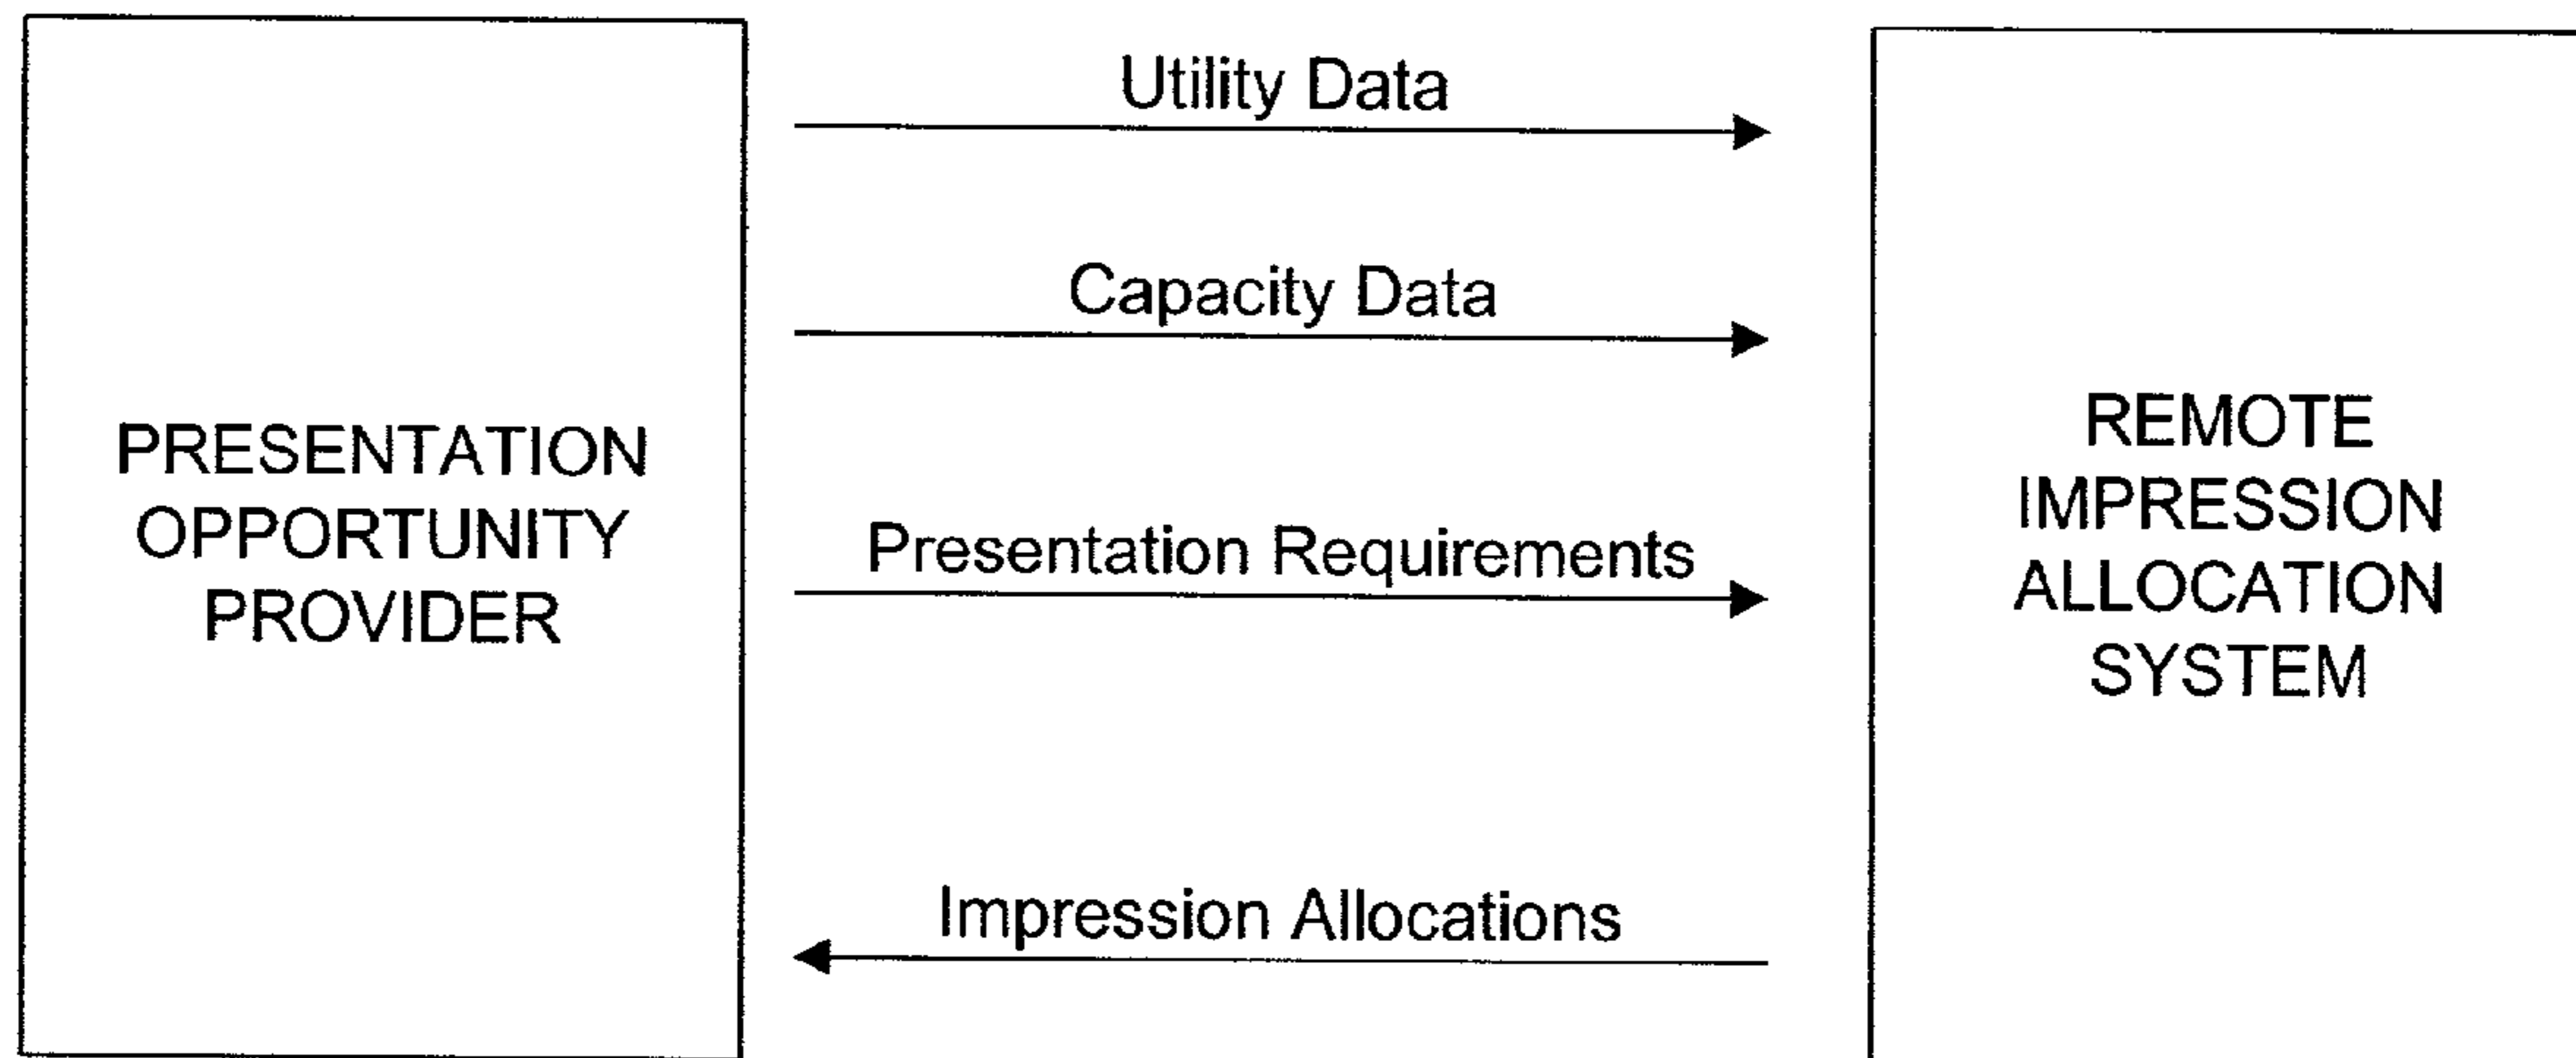 PRESENTATION
OPPORTUNITY
PROVIDER
Utility Data
Capacity Data
Presentation Requirements
Impression Allocations
REMOTE
IMPRESSION
ALLOCATION
SYSTEM